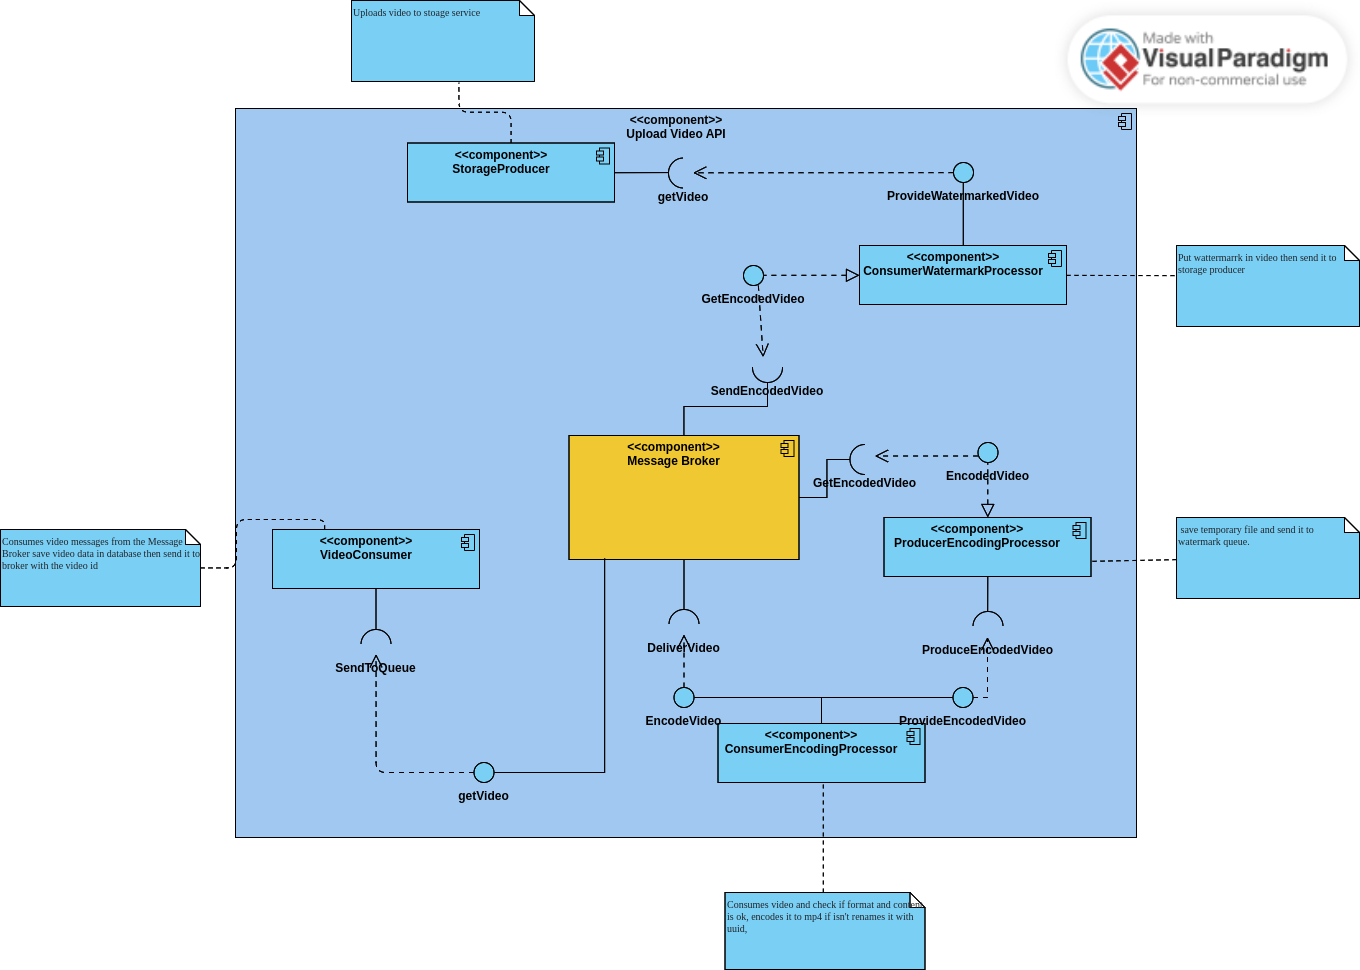 Uploads video to stoage service
Made with
Visual Paradigm
For non-commercial use
<<component>>
Upload Video API
<<component>>
StorageProducer
getVideo
ProvideWatermarkedVideo
<<component>>
ConsumerWatermarkProcessor
Put wattermarrk in video then send it to
storage producer
GetEncodedVideo
SendEncodedVideo
<<component>>
Message Broker
GetEncodedVideo
EncodedVideo
<<component>>
ProducerEncodingProcessor
save temporary file and send it to
watermark queue.
Consumes video messages from the Message
Broker save video data in database then send it to
broker with the video id
<<component>>
VideoConsumer
SendToQueue
DeliverVideo
ProduceEncodedVideo
EncodeVideo
ProvideEncodedVideo
<<component>>
ConsumerEncodingProcessor
getVideo
Consumes video and check if format and content
is ok, encodes it to mp4 if isn't renames it with
uuid,